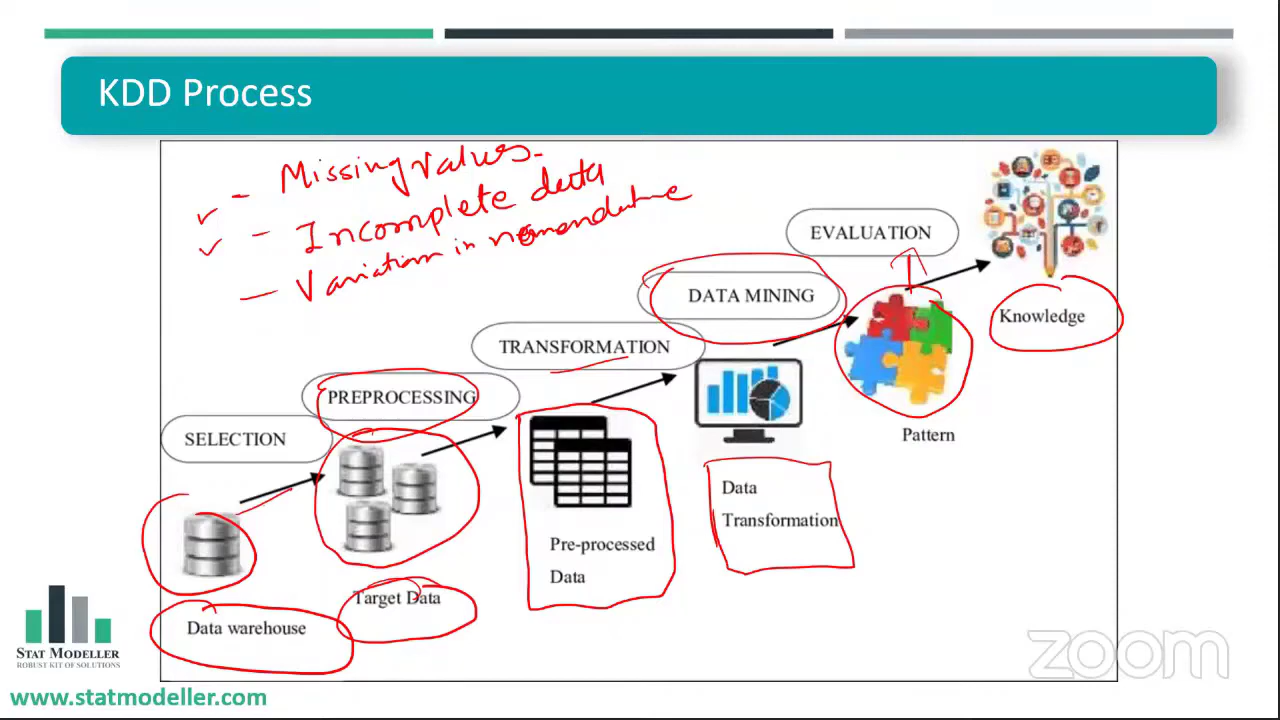 KDD Process
- Missing values.
- Incomplete data
- Variation in
EVALUATION
DATA MINING
Knowledge
TRANSFORMATION
PREPROCESSING
SELECTION
Pattern
Data
Transformation
Pre-processed
Data
Target Data
Data warehouse
STAT MODELLER
ROBUST KIT OF SOLUTIONS
www.statmodeller.com
zoom